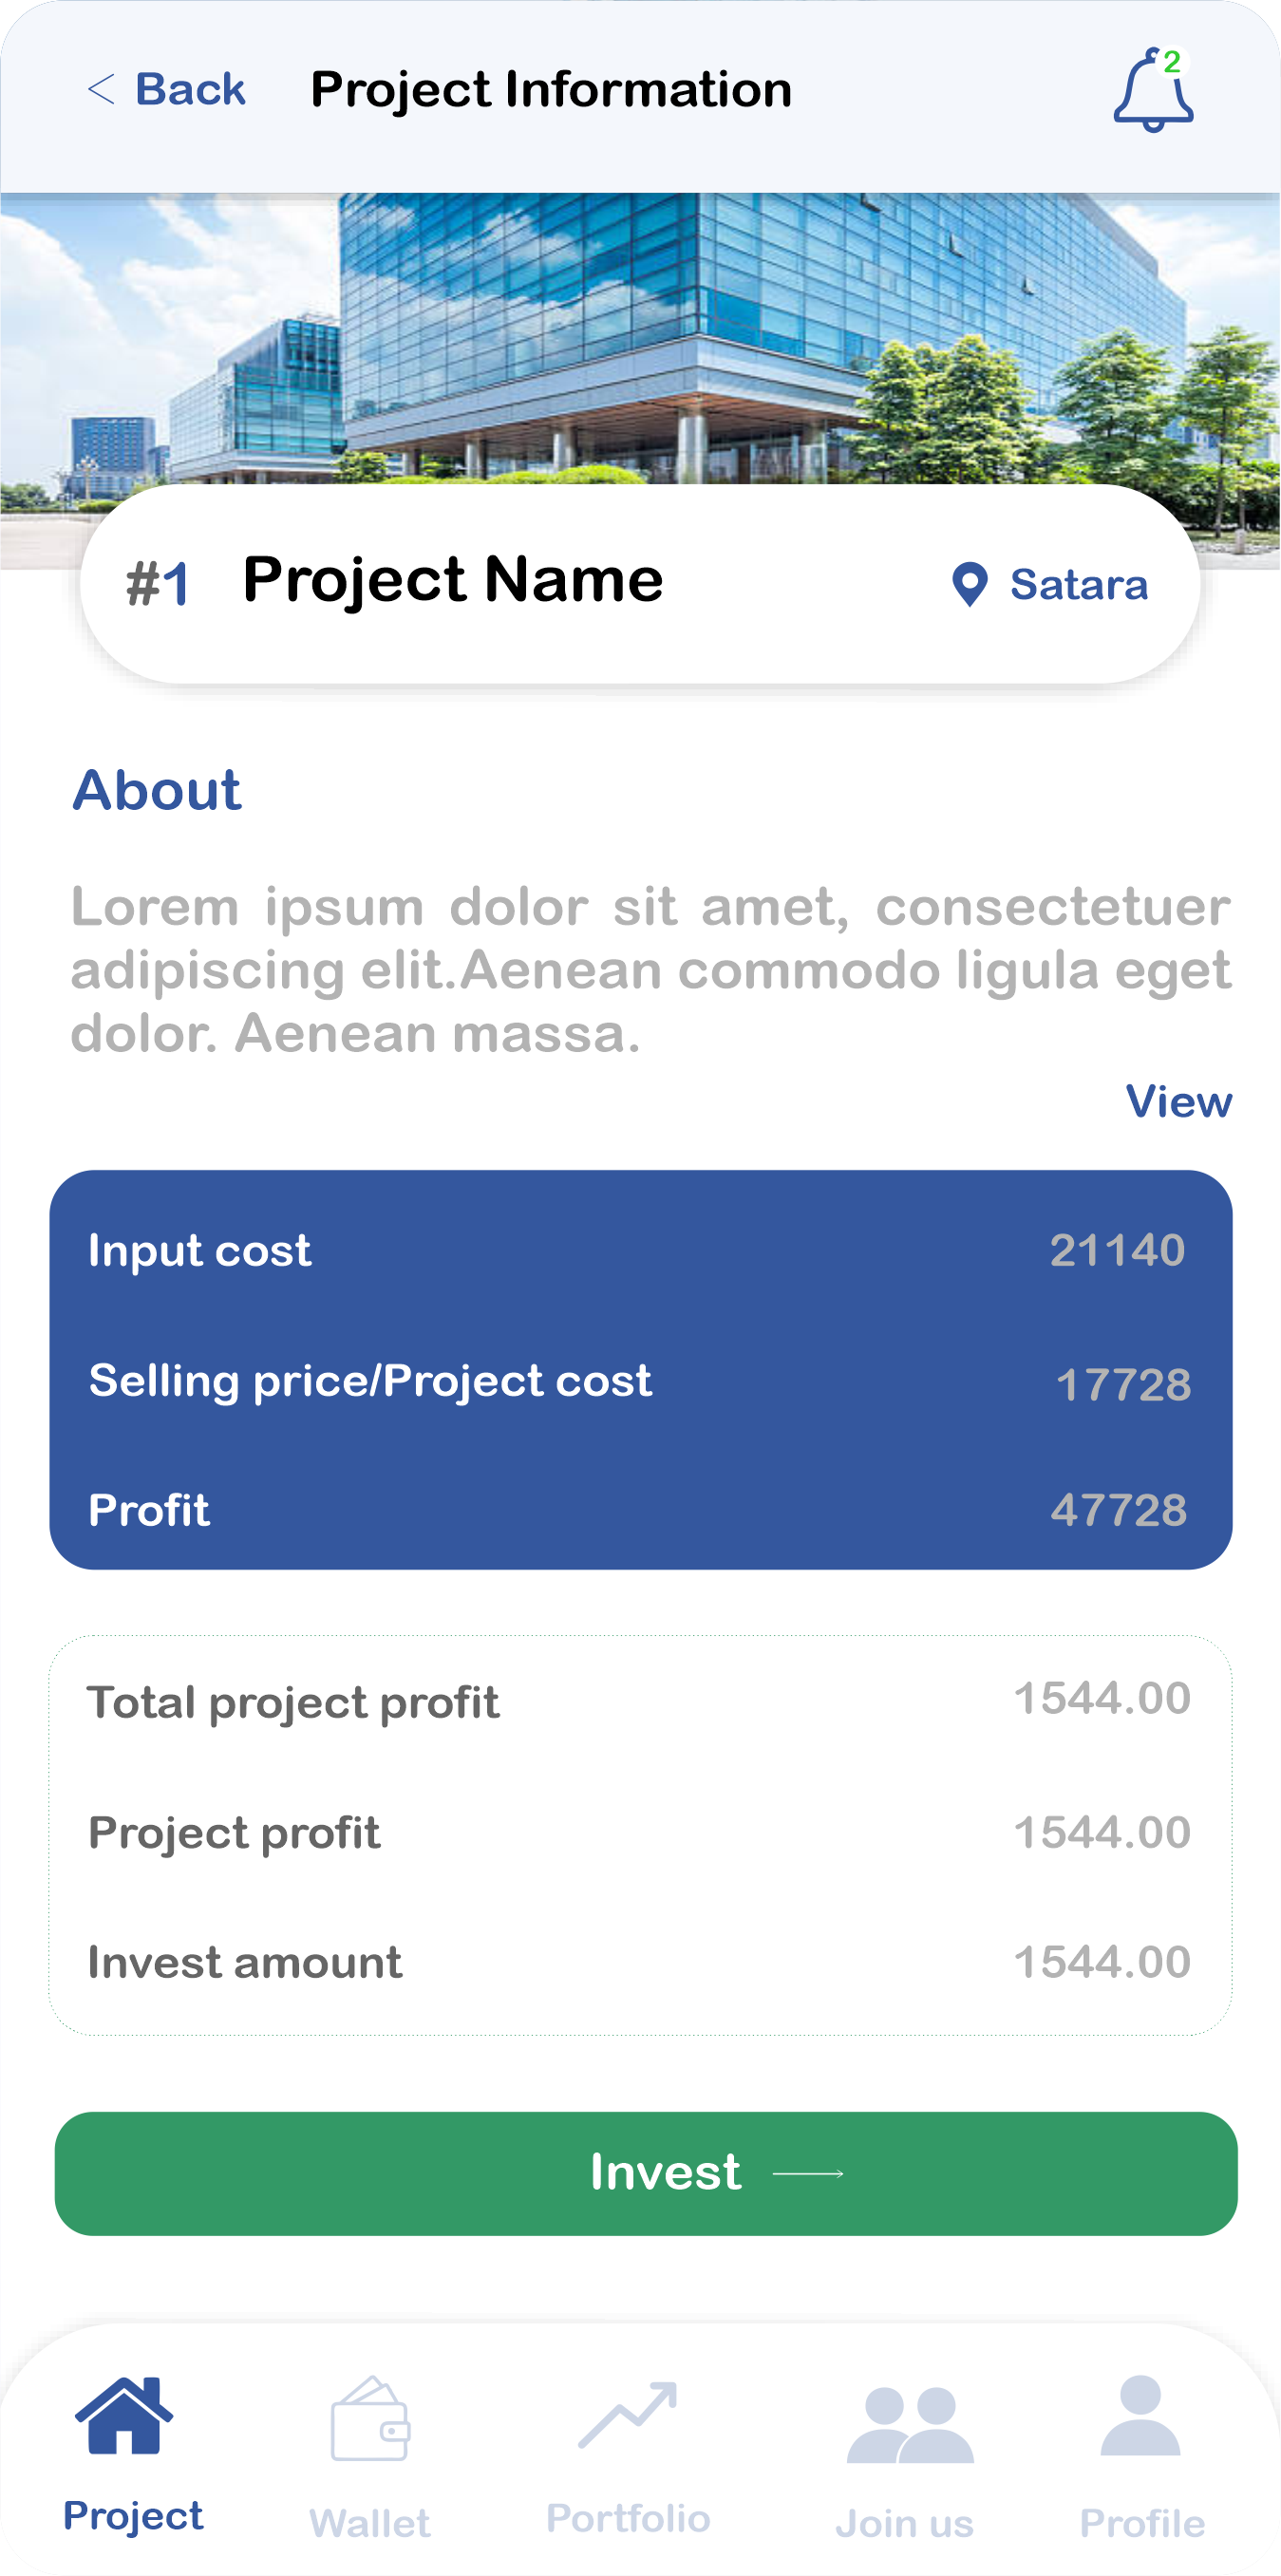 < Back Project Information 2
#1 Project Name Satara
About
Lorem ipsum dolor sit amet, consectetuer
adipiscing elit.Aenean commodo ligula eget
dolor. Aenean massa.
View
Input cost 21140
Selling price/Project cost 17728
Profit 47728
Total project profit 1544.00
Project profit 1544.00
Invest amount 1544.00
Invest
Project Wallet Portfolio Join us Profile